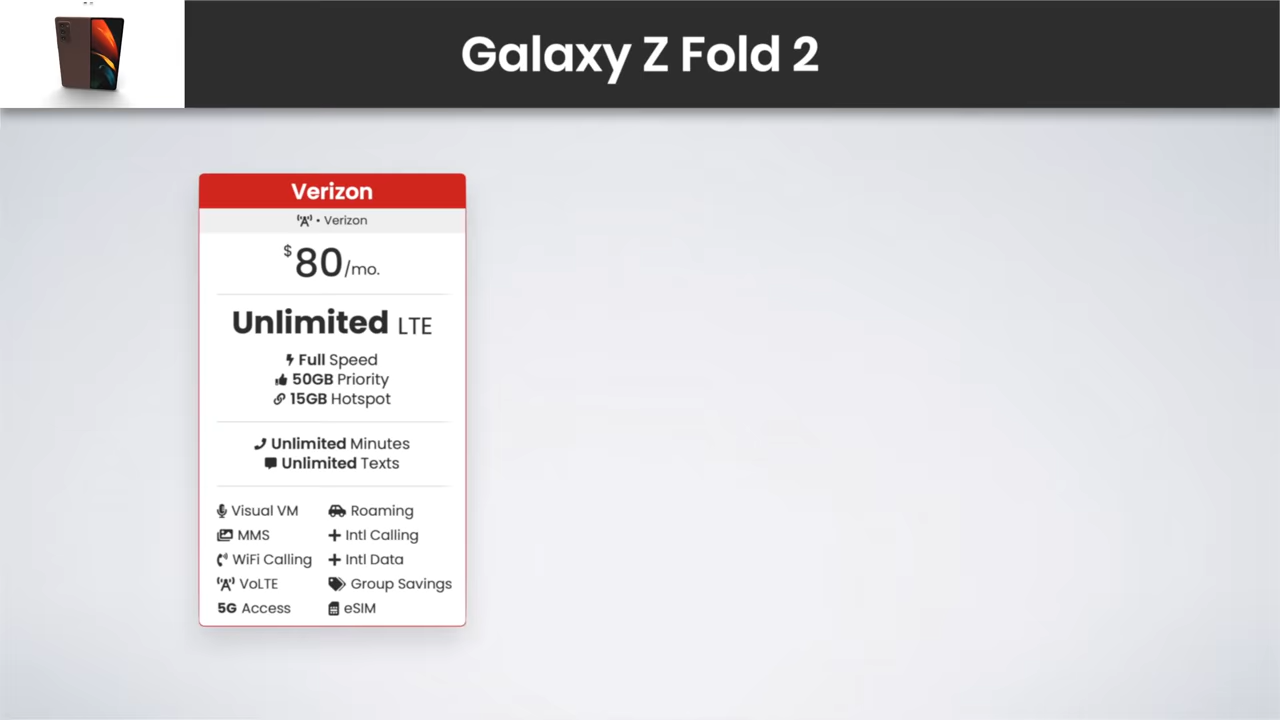 Galaxy Z Fold 2
Verizon
• Verizon
$80/mo.
Unlimited LTE
Full Speed
50GB Priority
15GB Hotspot
Unlimited Minutes
Unlimited Texts
Visual VM
Roaming
MMS
Intl Calling
WiFi Calling
Intl Data
VoLTE
Group Savings
5G Access
eSIM